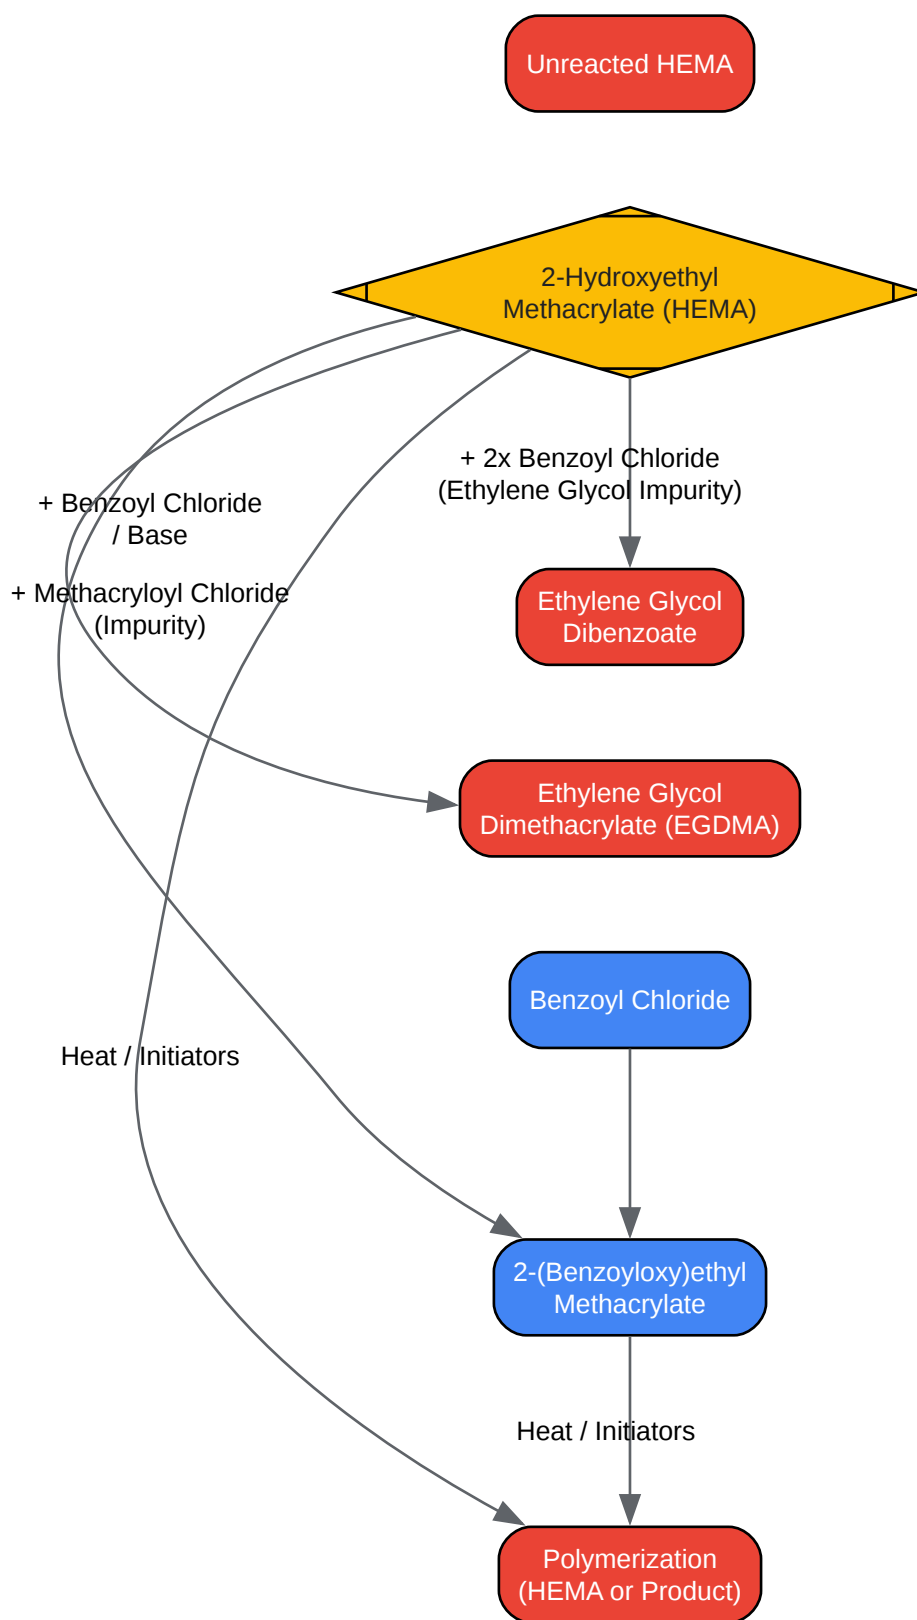 Unreacted HEMA
2-Hydroxyethyl
Methacrylate (HEMA)
+ 2x Benzoyl Chloride
(Ethylene Glycol Impurity)
+ Benzoyl Chloride
/ Base
+ Methacryloyl Chloride
(Impurity)
Ethylene Glycol
Dibenzoate
Ethylene Glycol
Dimethacrylate (EGDMA)
Benzoyl Chloride
Heat / Initiators
2-(Benzoyloxy)ethyl
Methacrylate
Heat / Initiators
Polymerization
(HEMA or Product)